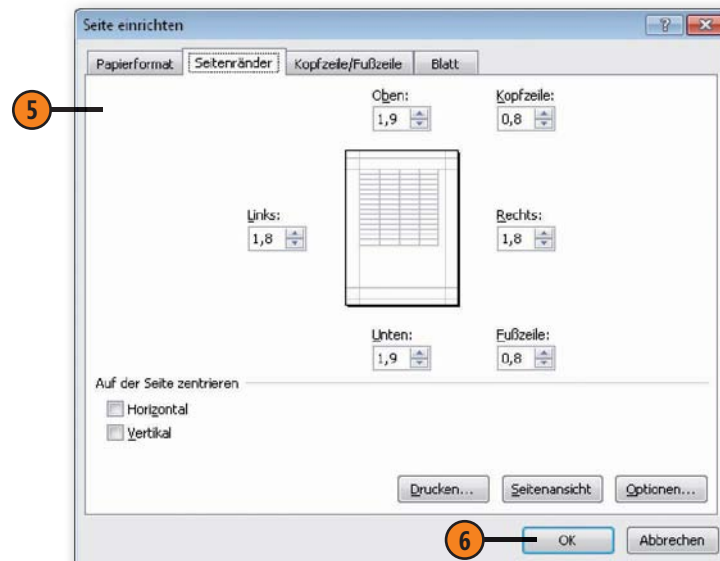 Seite einrichten
Papierformat Seitenränder Kopfzeile/Fußzeile Blatt
5
Oben: Kopfzeile:
1,9 0,8
Links: Rechts:
1,8 1,8
Unten: Fußzeile:
1,9 0,8
Auf der Seite zentrieren
Horizontal
Vertikal
Drucken... Seitenansicht Optionen...
6 OK Abbrechen